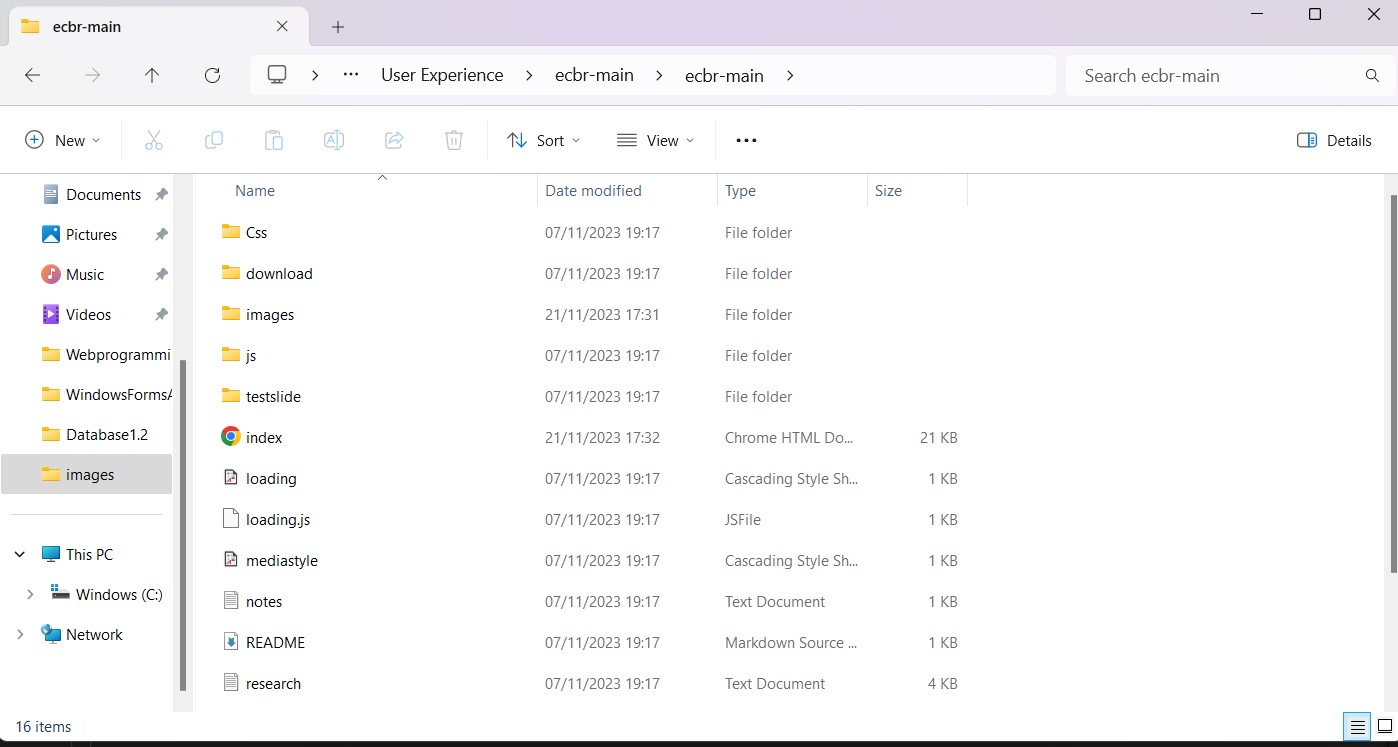 ecbr-main
User Experience > ecbr-main > ecbr-main >
Search ecbr-main
New
Sort
View
Details
Documents
Pictures
Music
Videos
Webprogrammi
WindowsFormsA
Database1.2
images
This PC
Windows (C:)
Network
Name Date modified Type Size
Css 07/11/2023 19:17 File folder
download 07/11/2023 19:17 File folder
images 21/11/2023 17:31 File folder
js 07/11/2023 19:17 File folder
testslide 07/11/2023 19:17 File folder
index 21/11/2023 17:32 Chrome HTML Do... 21 KB
loading 07/11/2023 19:17 Cascading Style Sh... 1 KB
loading.js 07/11/2023 19:17 JSFile 1 KB
mediastyle 07/11/2023 19:17 Cascading Style Sh... 1 KB
notes 07/11/2023 19:17 Text Document 1 KB
README 07/11/2023 19:17 Markdown Source ... 1 KB
research 07/11/2023 19:17 Text Document 4 KB
16 items